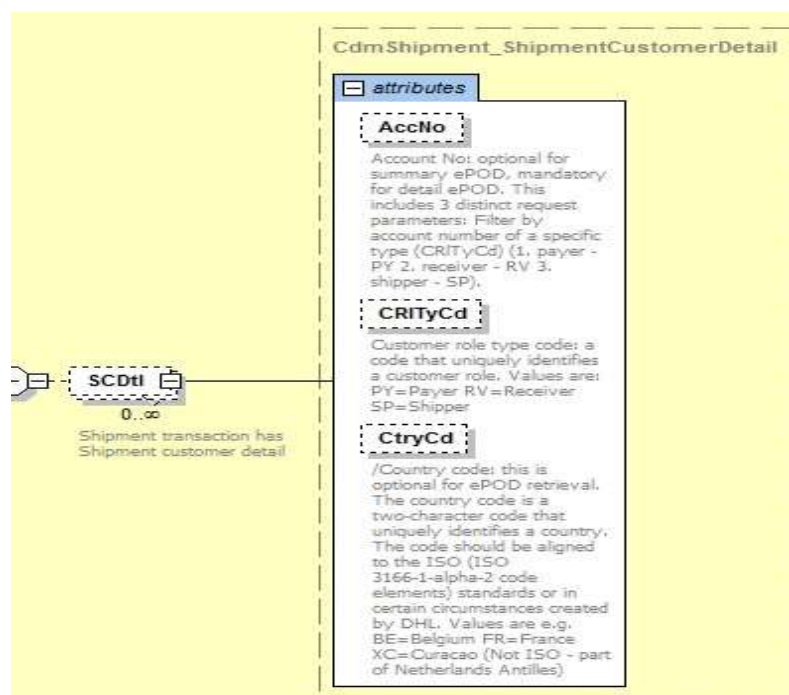 CdmShipment_ShipmentCustomerDetail
attributes
AccNo
Account No: optional for
summary ePOD, mandatory
for detail ePOD. This
includes 3 distinct request
parameters: Filter by
account number of a specific
type (CRlTyCd) (1. payer -
PY 2. receiver - RV 3.
shipper - SP).
CRlTyCd
Customer role type code: a
code that uniquely identifies
a customer role. Values are:
PY=Payer RV=Receiver
SP=Shipper
SCDtl
0..∞
Shipment transaction has
Shipment customer detail
CtryCd
/Country code: this is
optional for ePOD retrieval.
The country code is a
two-character code that
uniquely identifies a country.
The code should be aligned
to the ISO (ISO
3166-1-alpha-2 code
elements) standards or in
certain circumstances created
by DHL. Values are e.g.
BE=Belgium FR=France
XC=Curacao (Not ISO - part
of Netherlands Antilles)